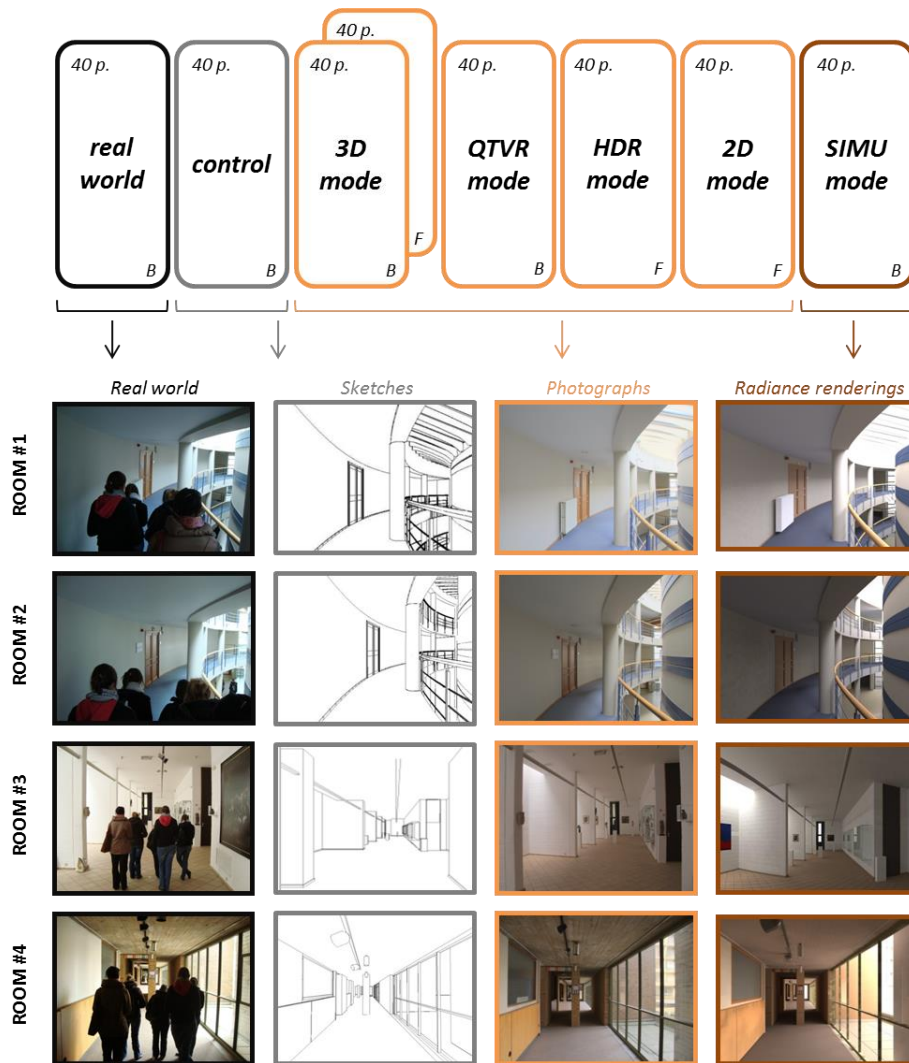 40 p.
40 p. 40 p. 40 p. 40 p. 40 p. 40 p. 40 p.
real world
control
3D mode
QTVR mode
HDR mode
2D mode
SIMU mode
F
B B B B F F B
Real world Sketches Photographs Radiance renderings
ROOM #1
ROOM #2
ROOM #3
ROOM #4